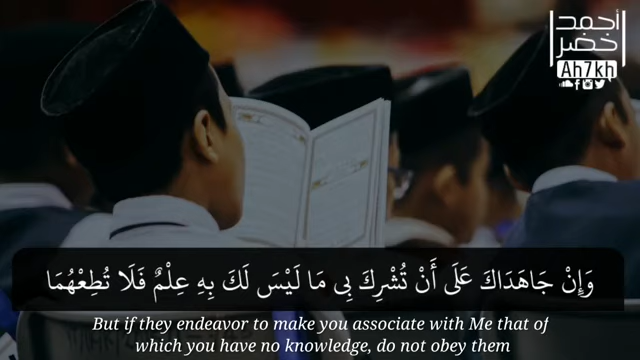 أحمد
خضر
Ah7kh
وَإِنْ جَاهَدَاكَ عَلَى أَنْ تُشْرِكَ بِى مَا لَيْسَ لَكَ بِهِ عِلْمٌ فَلَا تُطِعْهُمَا
But if they endeavor to make you associate with Me that of
which you have no knowledge, do not obey them